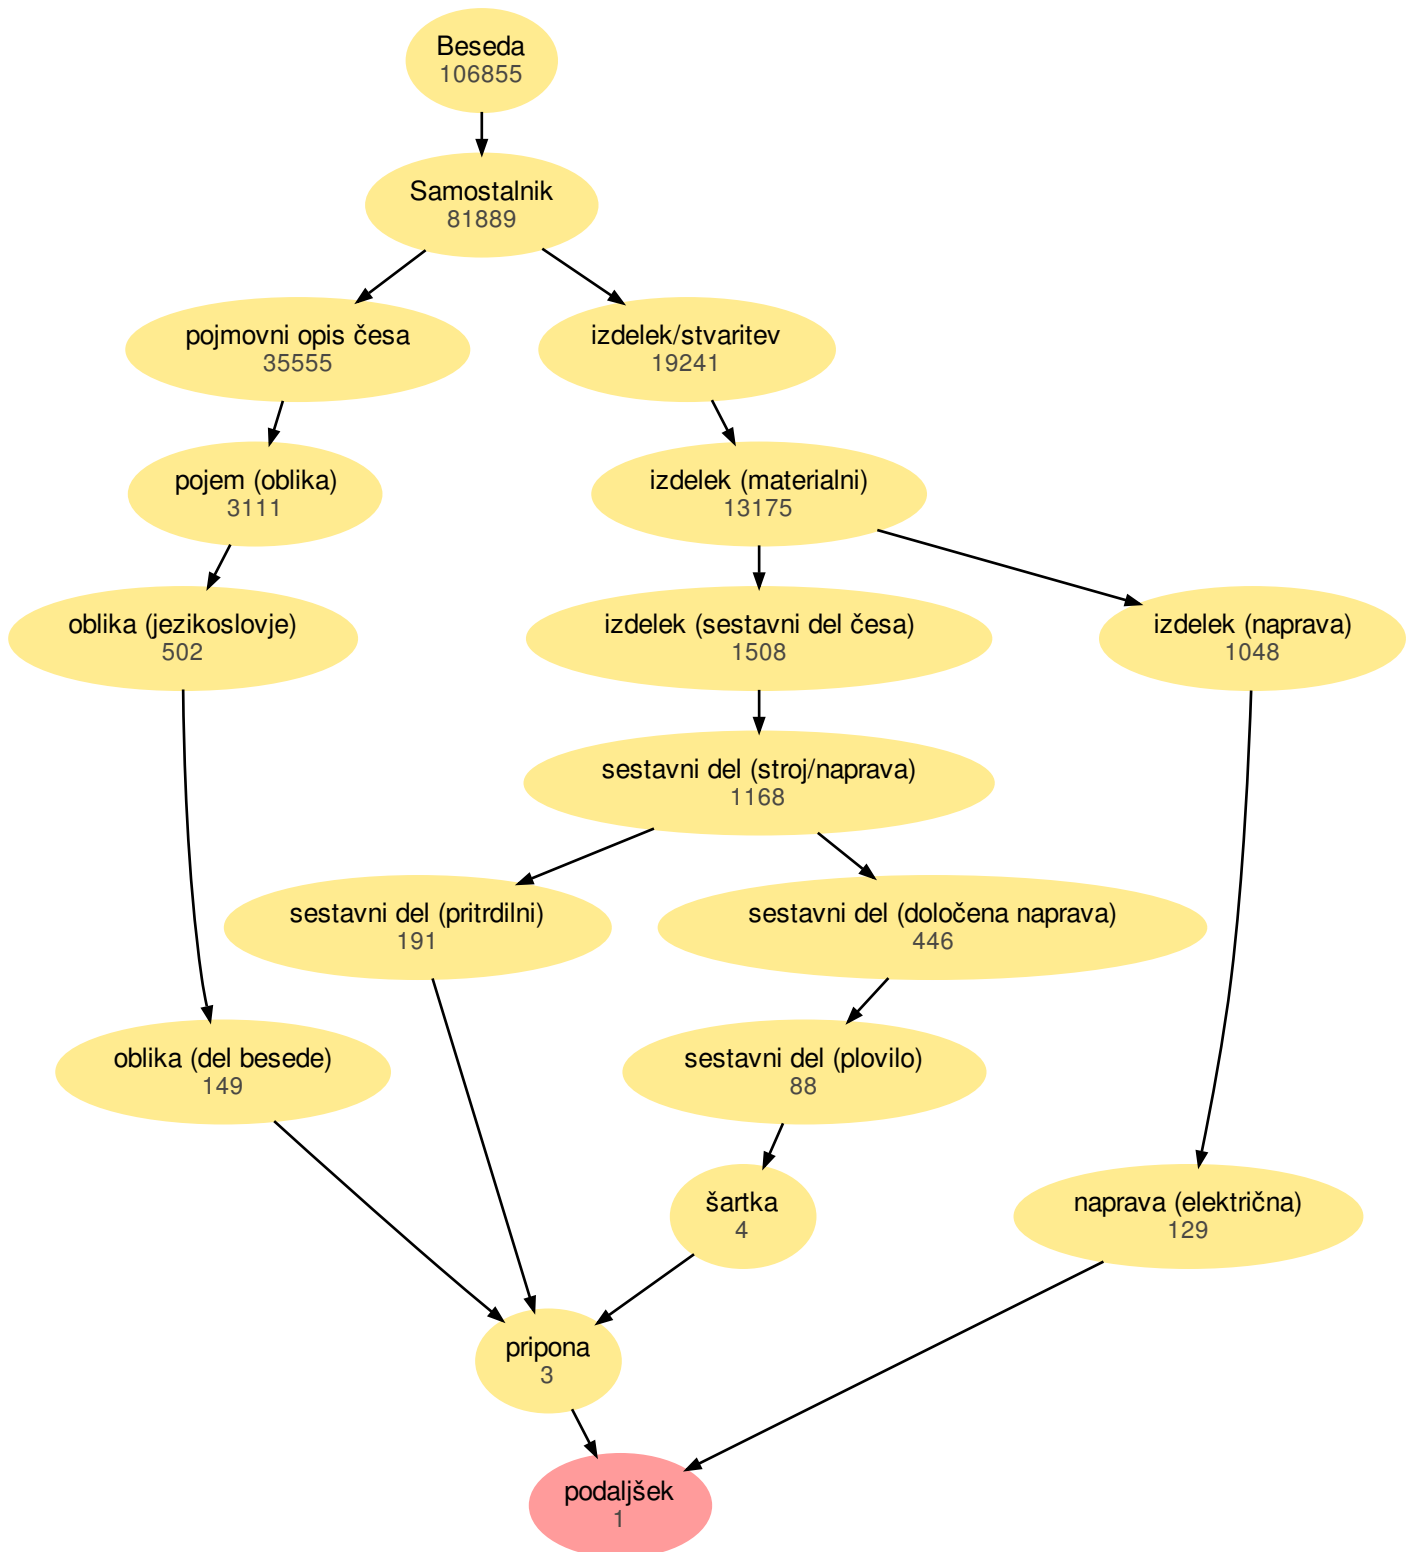 Beseda
106855
Samostalnik
81889
pojmovni opis česa
35555
izdelek/stvaritev
19241
pojem (oblika)
3111
izdelek (materialni)
13175
oblika (jezikoslovje)
502
izdelek (sestavni del česa)
1508
izdelek (naprava)
1048
sestavni del (stroj/naprava)
1168
sestavni del (pritrdilni)
191
sestavni del (določena naprava)
446
oblika (del besede)
149
sestavni del (plovilo)
88
šartka
4
naprava (električna)
129
pripona
3
podaljšek
1